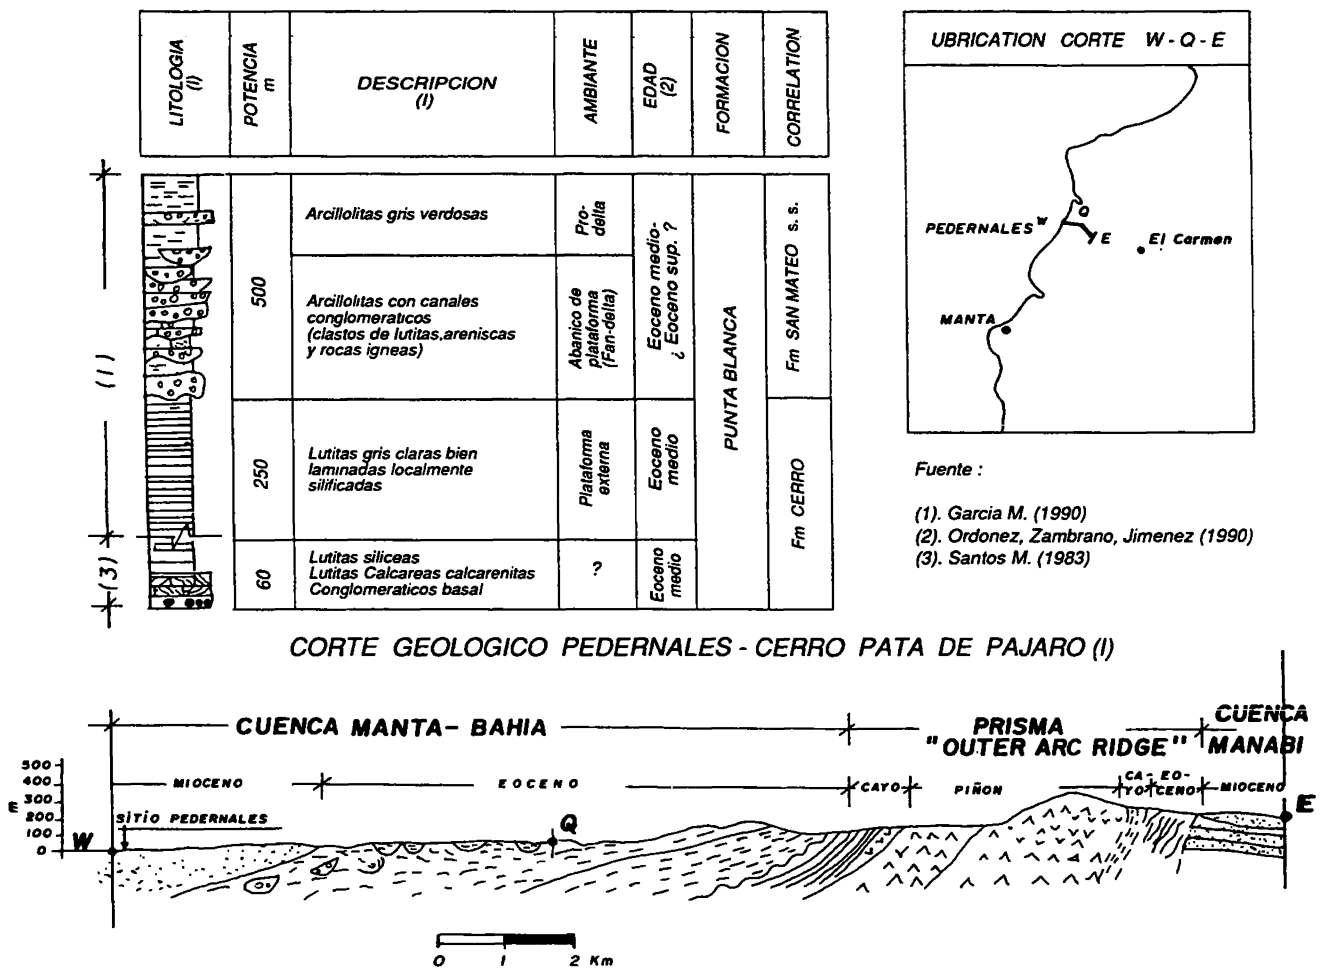 LITOLOGIA (I)
POTENCIA m
DESCRIPCION (I)
AMBIANTE
EDAD (2)
FORMACION
CORRELATION
(1)
(3)
500
Arcillolitas gris verdosas
Pro-
delta
Arcillolitas con canales
conglomeraticos
(clastos de lutitas,areniscas
y rocas igneas)
Abanico de
plataforma
(Fan-delta)
Eoceno medio-
¿ Eoceno sup. ?
PUNTA BLANCA
Fm SAN MATEO s. s.
250
Lutitas gris claras bien
laminadas localmente
silificadas
Plataforma
externa
Eoceno
medio
Fm CERRO
60
Lutitas siliceas
Lutitas Calcareas calcarenitas
Conglomeraticos basal
?
Eoceno
medio
UBRICATION CORTE W - Q - E
Q
PEDERNALES W
E
El Carmen
MANTA
Fuente :
(1). Garcia M. (1990)
(2). Ordonez, Zambrano, Jimenez (1990)
(3). Santos M. (1983)
CORTE GEOLOGICO PEDERNALES - CERRO PATA DE PAJARO (I)
CUENCA MANTA- BAHIA
PRISMA
"OUTER ARC RIDGE"
CUENCA
MANABI
MIOCENO
EOCENO
CAYO
PIÑON
CA-
YO
EO-
CENO
MIOCENO
500
400
300
200
100
0
m
SITIO PEDERNALES
W
Q
E
0 1 2 Km